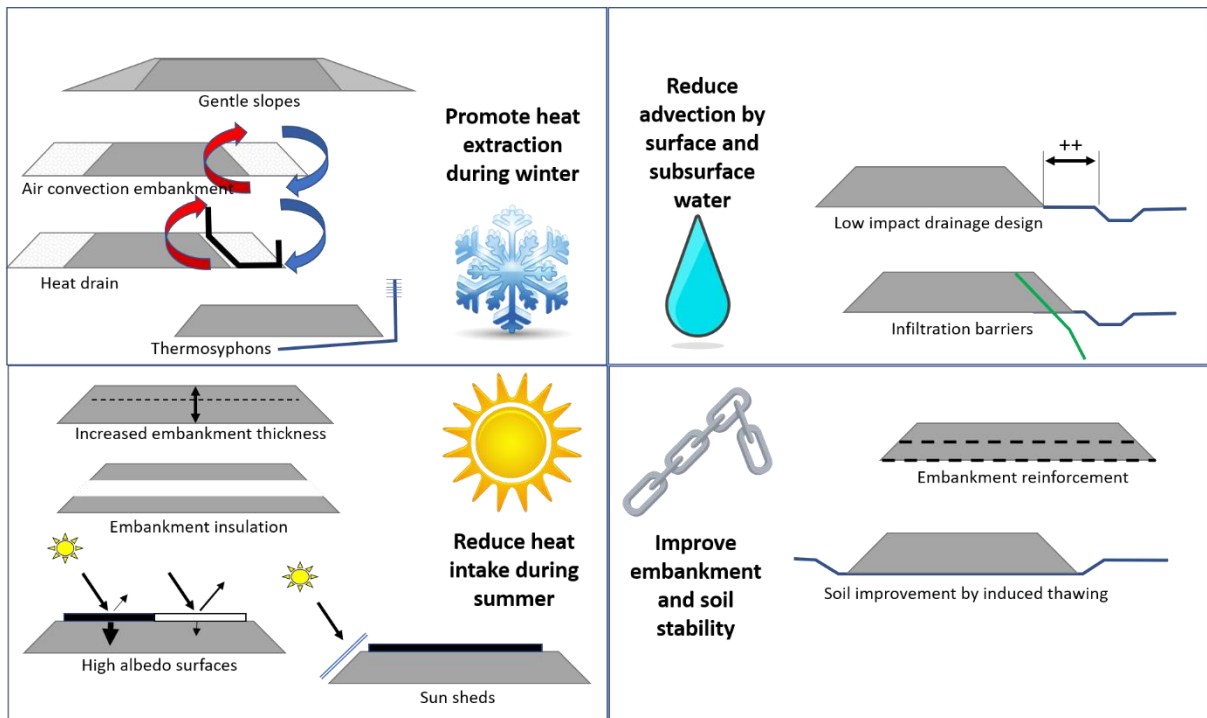 Gentle slopes
Air convection embankment
Heat drain
Thermosyphons
Promote heat
extraction
during winter
Reduce
advection by
surface and
subsurface
water
++
Low impact drainage design
Infiltration barriers
Increased embankment thickness
Embankment insulation
High albedo surfaces
Sun sheds
Reduce heat
intake during
summer
Improve
embankment
and soil
stability
Embankment reinforcement
Soil improvement by induced thawing